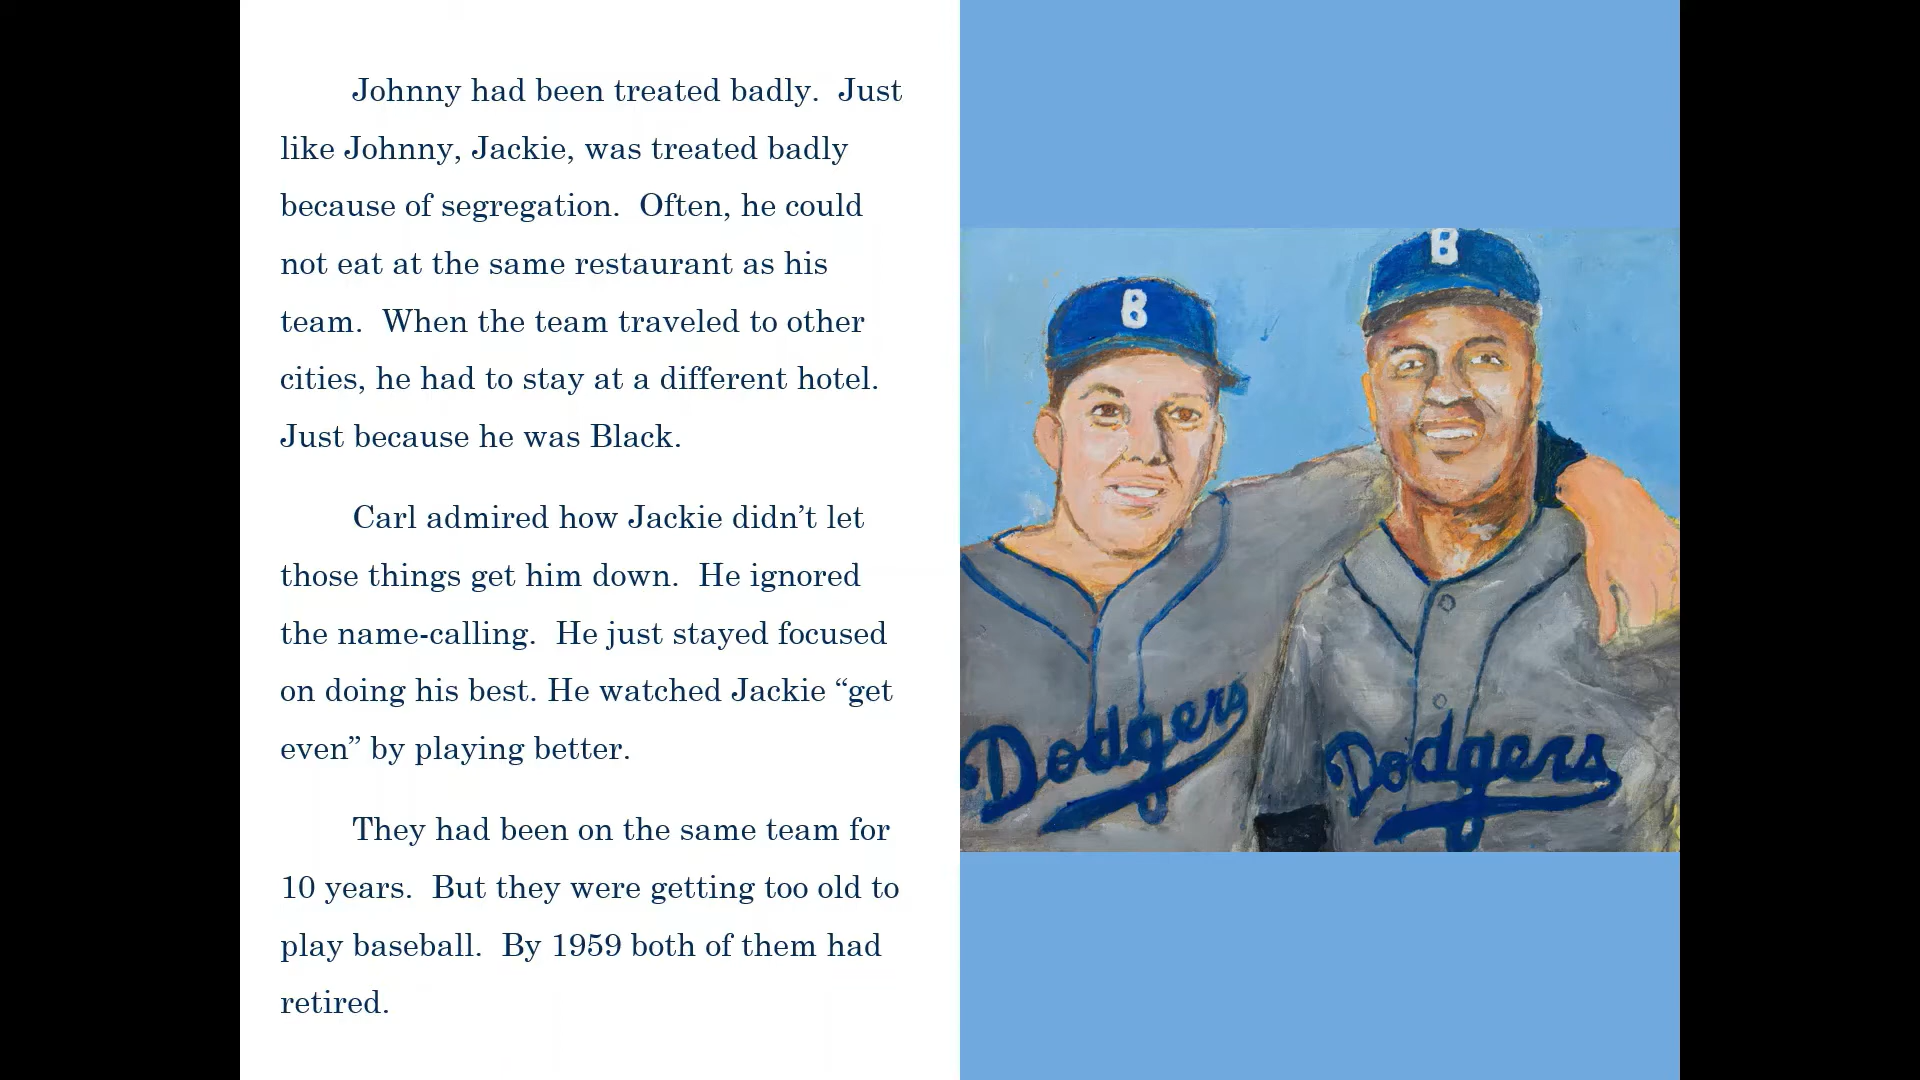 Johnny had been treated badly.  Just
like Johnny, Jackie, was treated badly
because of segregation.  Often, he could
not eat at the same restaurant as his
team.  When the team traveled to other
cities, he had to stay at a different hotel.
Just because he was Black.
Carl admired how Jackie didn’t let
those things get him down.  He ignored
the name-calling.  He just stayed focused
on doing his best. He watched Jackie “get
even” by playing better.
They had been on the same team for
10 years.  But they were getting too old to
play baseball.  By 1959 both of them had
retired.
B
B
Dodgers
Dodgers